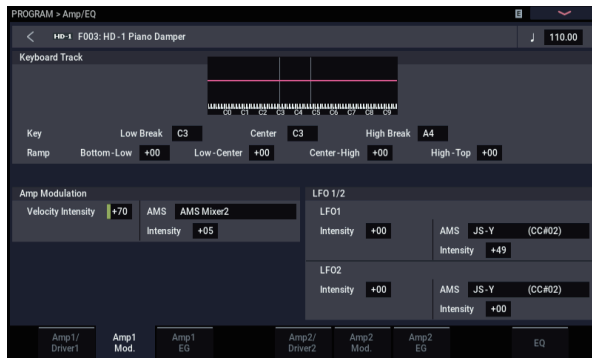 PROGRAM > Amp/EQ E
< HD-1 F003: HD-1 Piano Damper ♩ 110.00
Keyboard Track
C0 C1 C2 C3 C4 C5 C6 C7 C8 C9
Key Low Break C3 Center C3 High Break A4
Ramp Bottom-Low +00 Low-Center +00 Center-High +00 High-Top +00
Amp Modulation
Velocity Intensity +70 AMS AMS Mixer2
Intensity +05
LFO 1/2
LFO1
Intensity +00 AMS JS-Y (CC#02)
Intensity +49
LFO2
Intensity +00 AMS JS-Y (CC#02)
Intensity +00
Amp1/
Driver1
Amp1
Mod.
Amp1
EG
Amp2/
Driver2
Amp2
Mod.
Amp2
EG
EQ